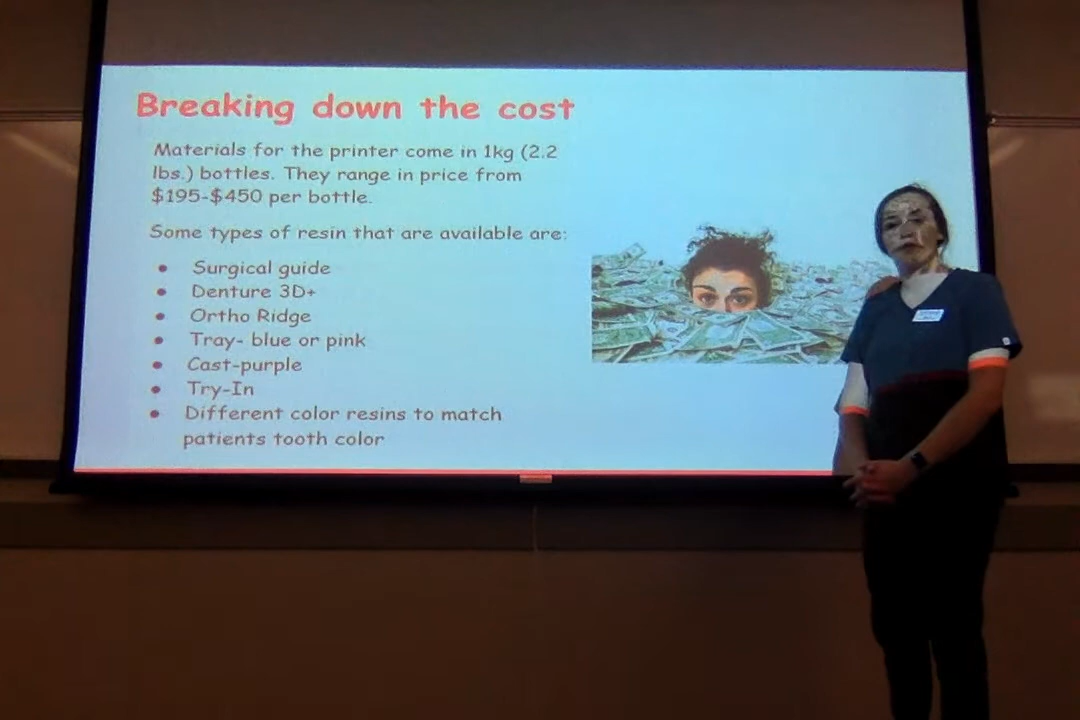 Breaking down the cost
Materials for the printer come in 1kg (2.2
lbs.) bottles. They range in price from
$195-$450 per bottle.
Some types of resin that are available are:
● Surgical guide
● Denture 3D+
● Ortho Ridge
● Tray- blue or pink
● Cast-purple
● Try-In
● Different color resins to match
patients tooth color